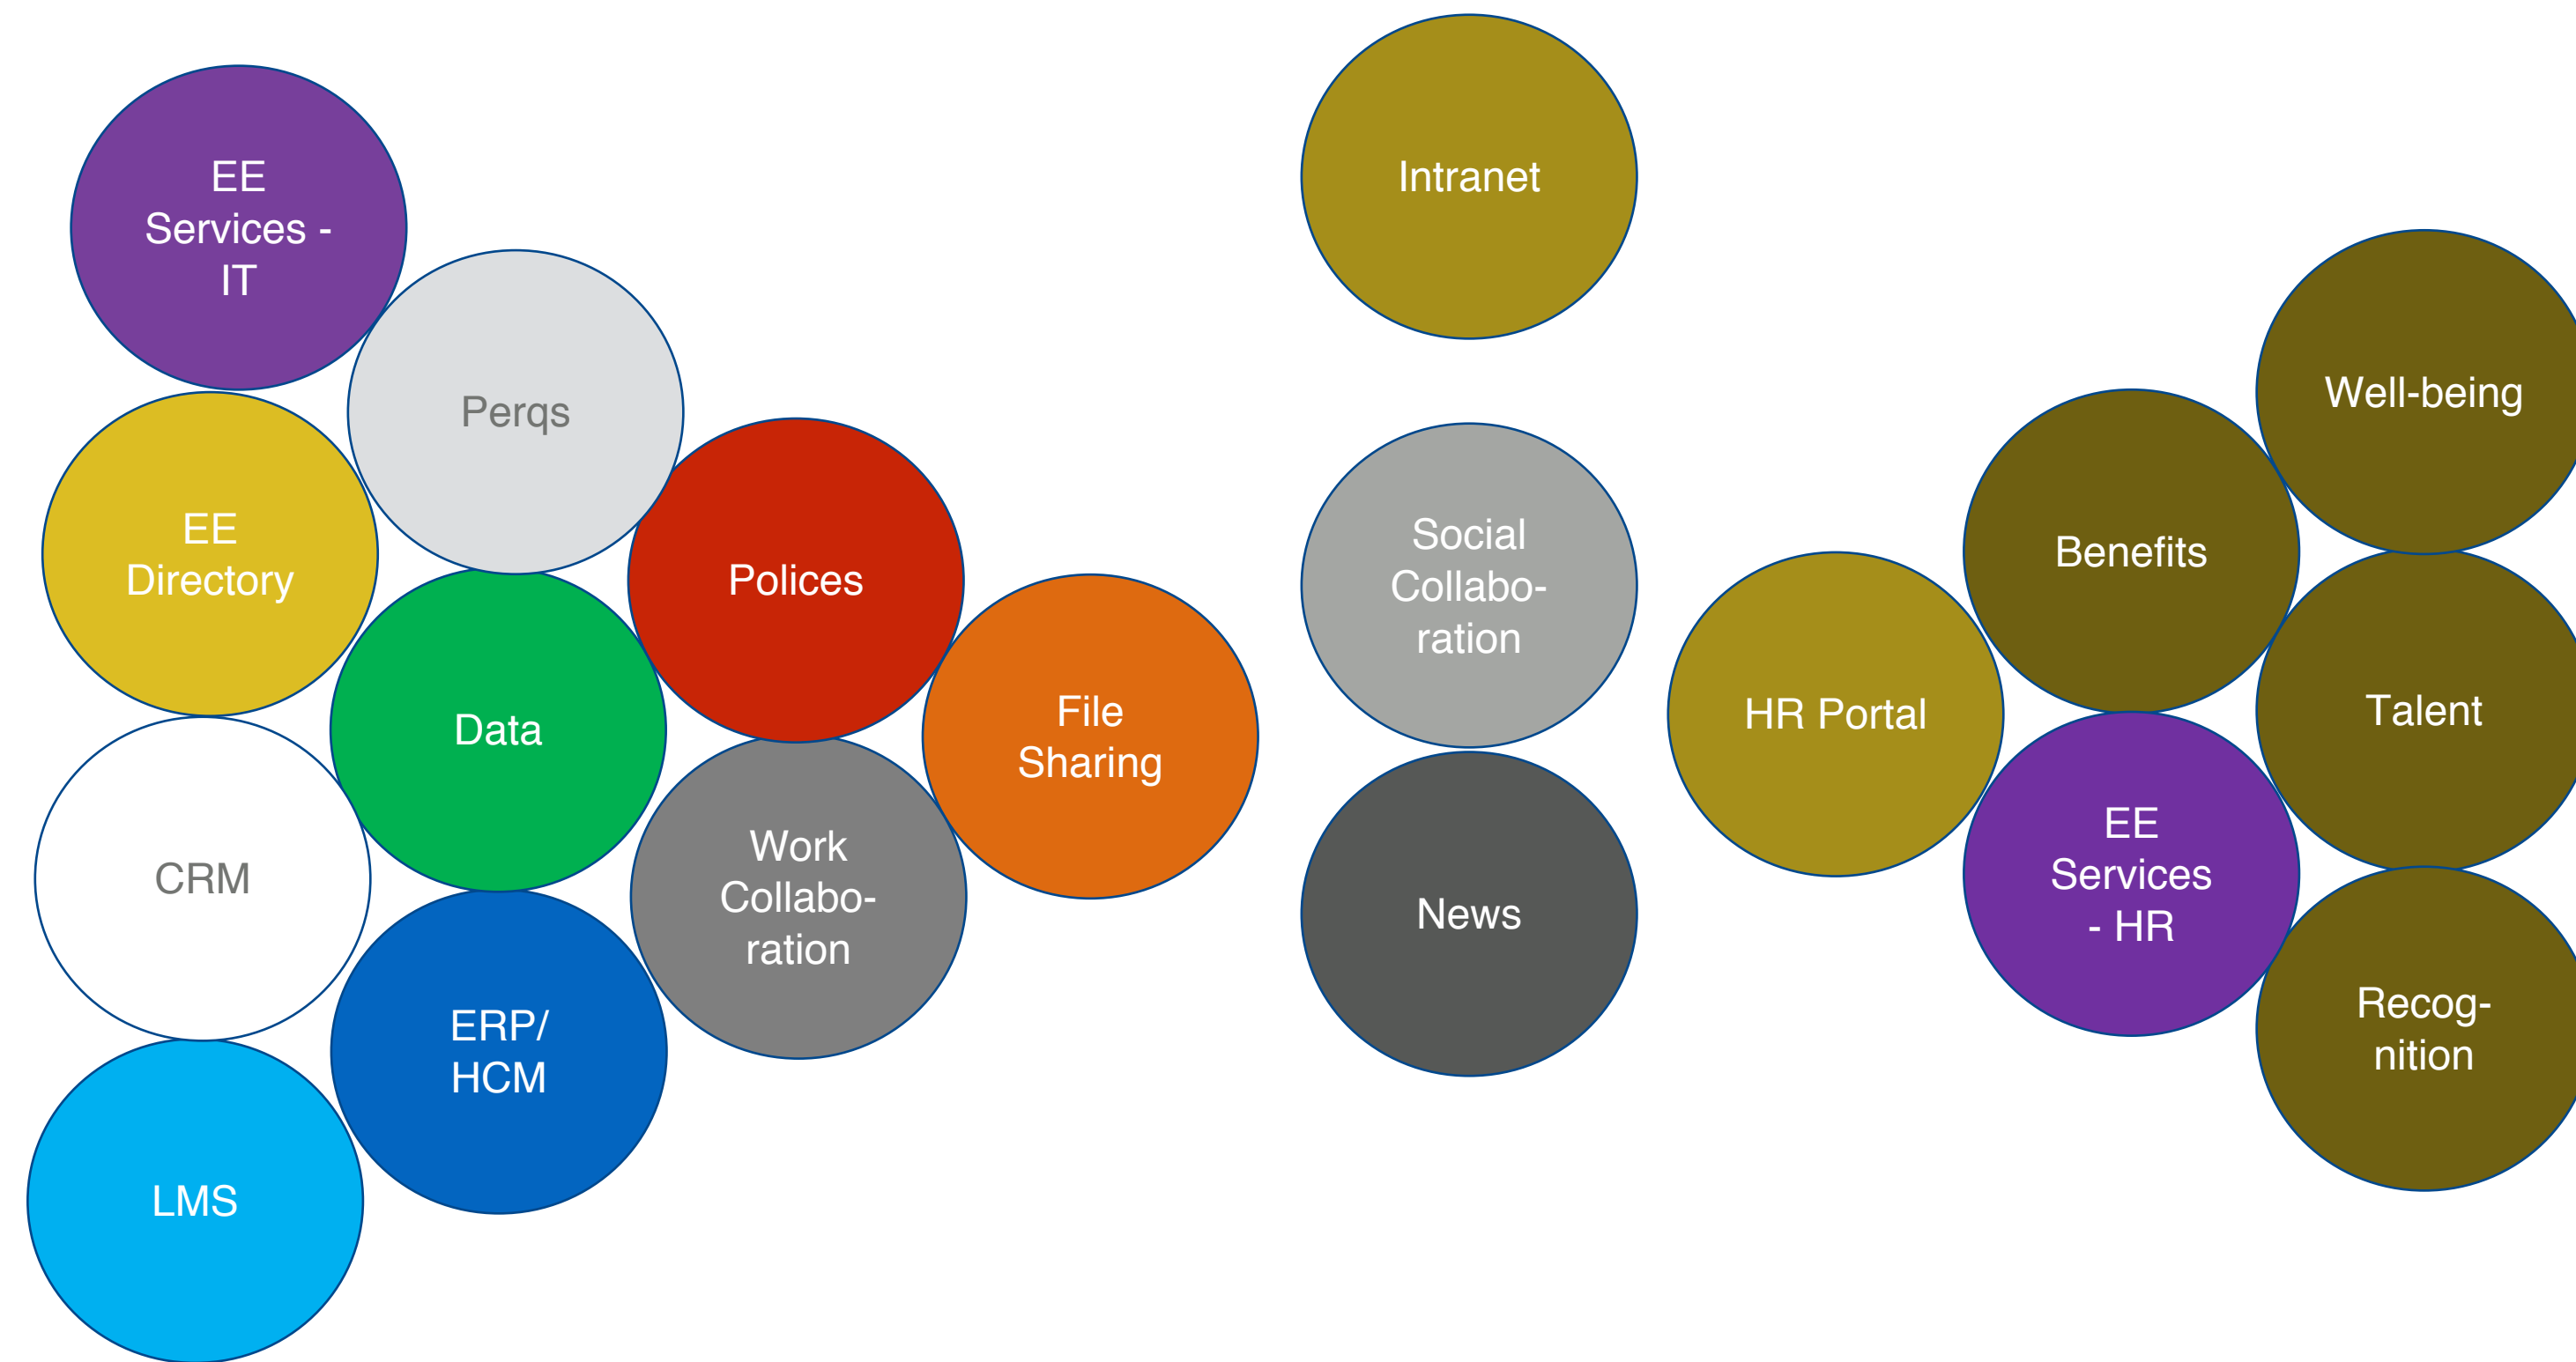 EE
Services -
IT
Perqs
EE
Directory
Polices
Data
File
Sharing
CRM
Work
Collabo-
ration
ERP/
HCM
LMS
Intranet
Social
Collabo-
ration
News
HR Portal
Benefits
EE
Services
- HR
Well-being
Talent
Recog-
nition